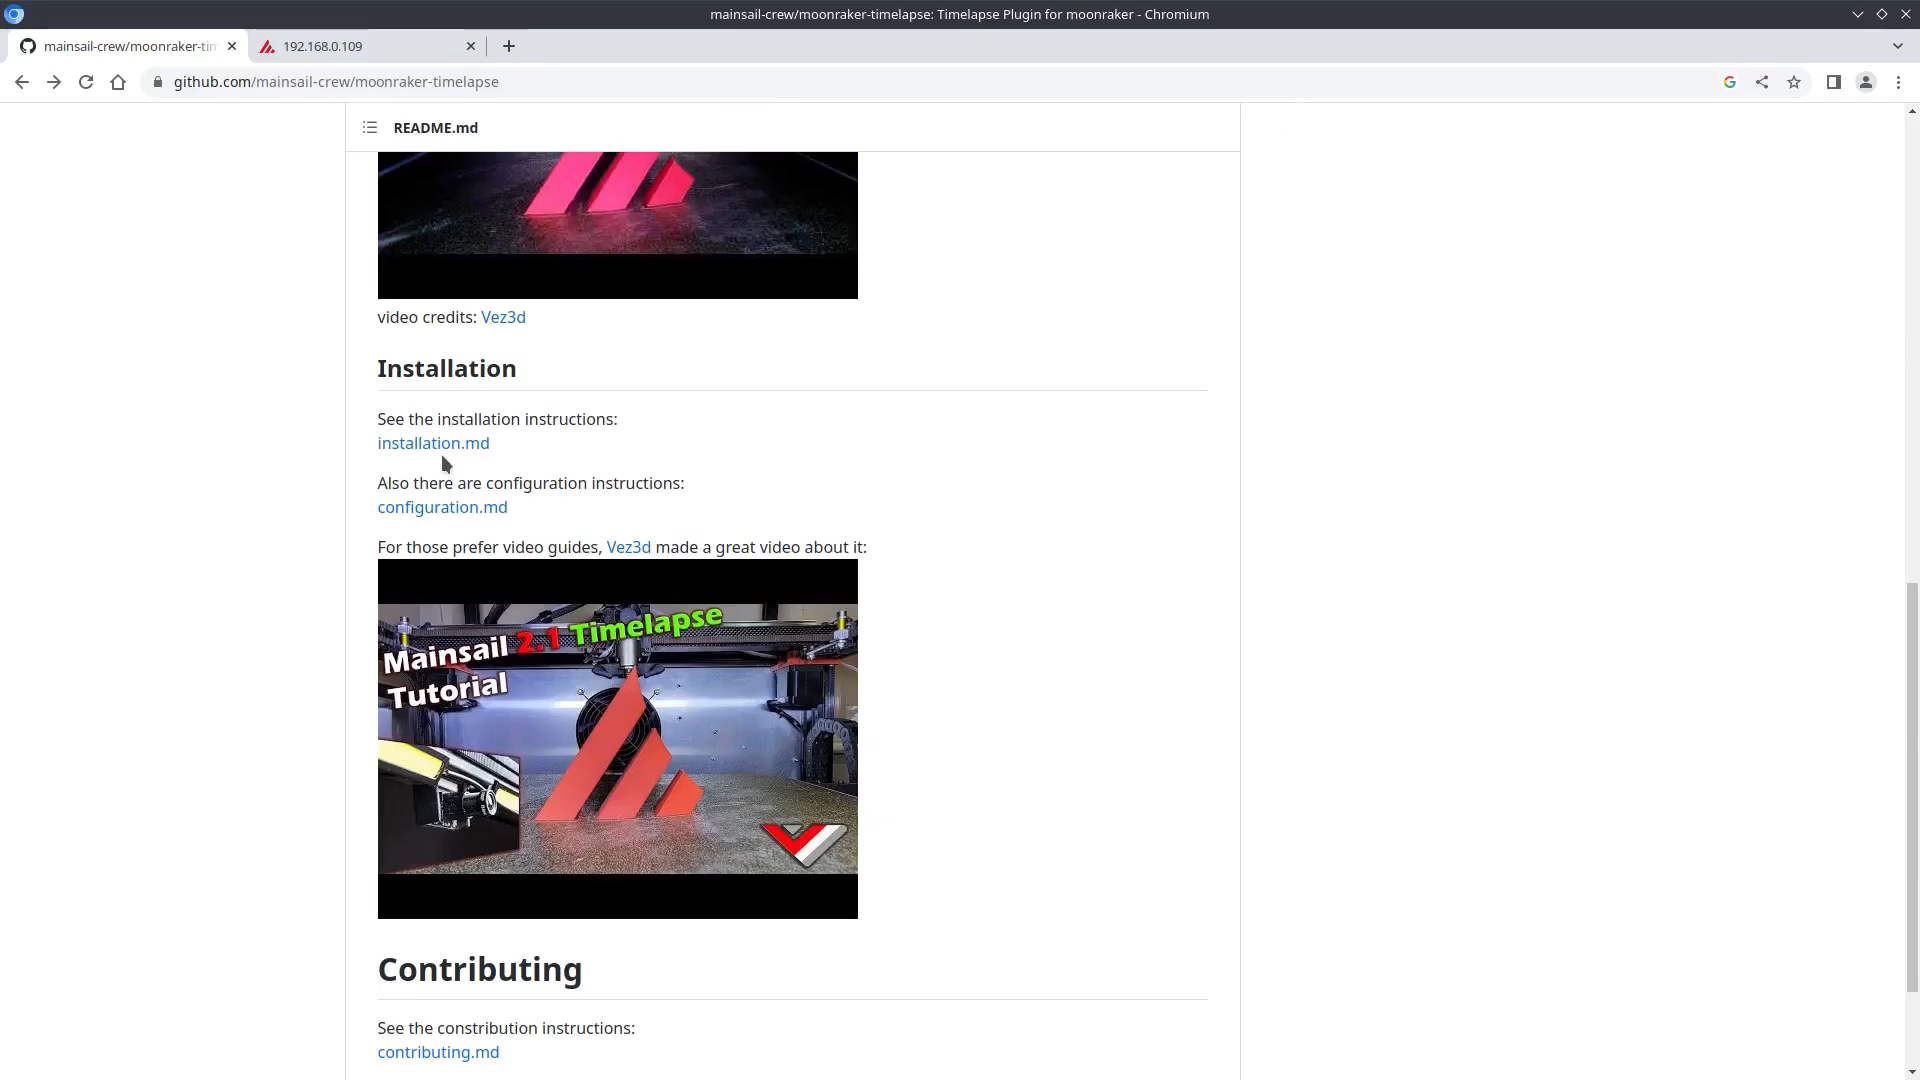 mainsail-crew/moonraker-timelapse: Timelapse Plugin for moonraker - Chromium
mainsail-crew/moonraker-tim
192.168.0.109
github.com/mainsail-crew/moonraker-timelapse
README.md
video credits: Vez3d
Installation
See the installation instructions:
installation.md
Also there are configuration instructions:
configuration.md
For those prefer video guides, Vez3d made a great video about it:
Mainsail 2.1 Timelapse
Tutorial
Contributing
See the constribution instructions:
contributing.md